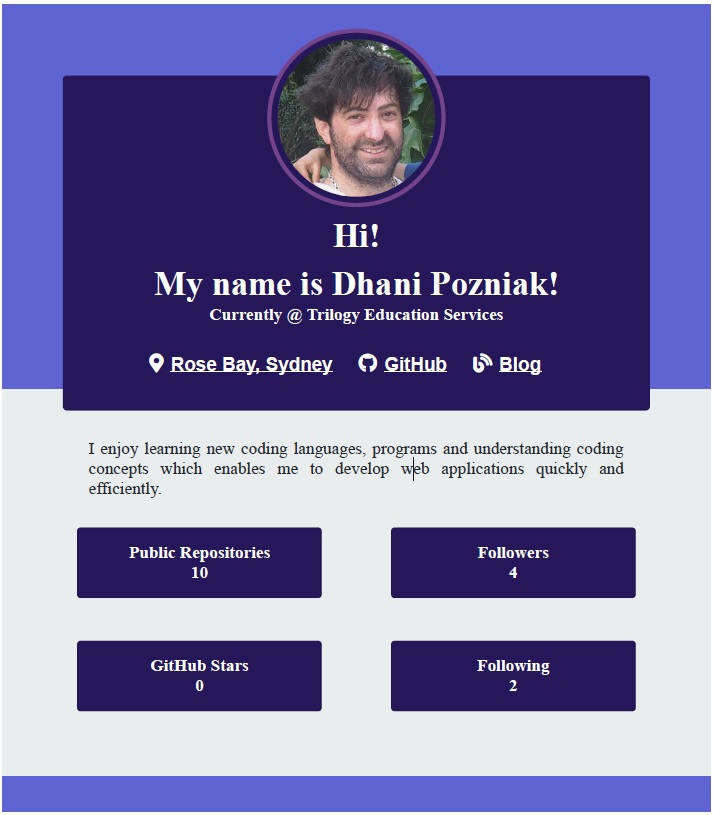 Hi!
My name is Dhani Pozniak!
Currently @ Trilogy Education Services
Rose Bay, Sydney GitHub Blog
I enjoy learning new coding languages, programs and understanding coding
concepts which enables me to develop web applications quickly and
efficiently.
Public Repositories
10
Followers
4
GitHub Stars
0
Following
2